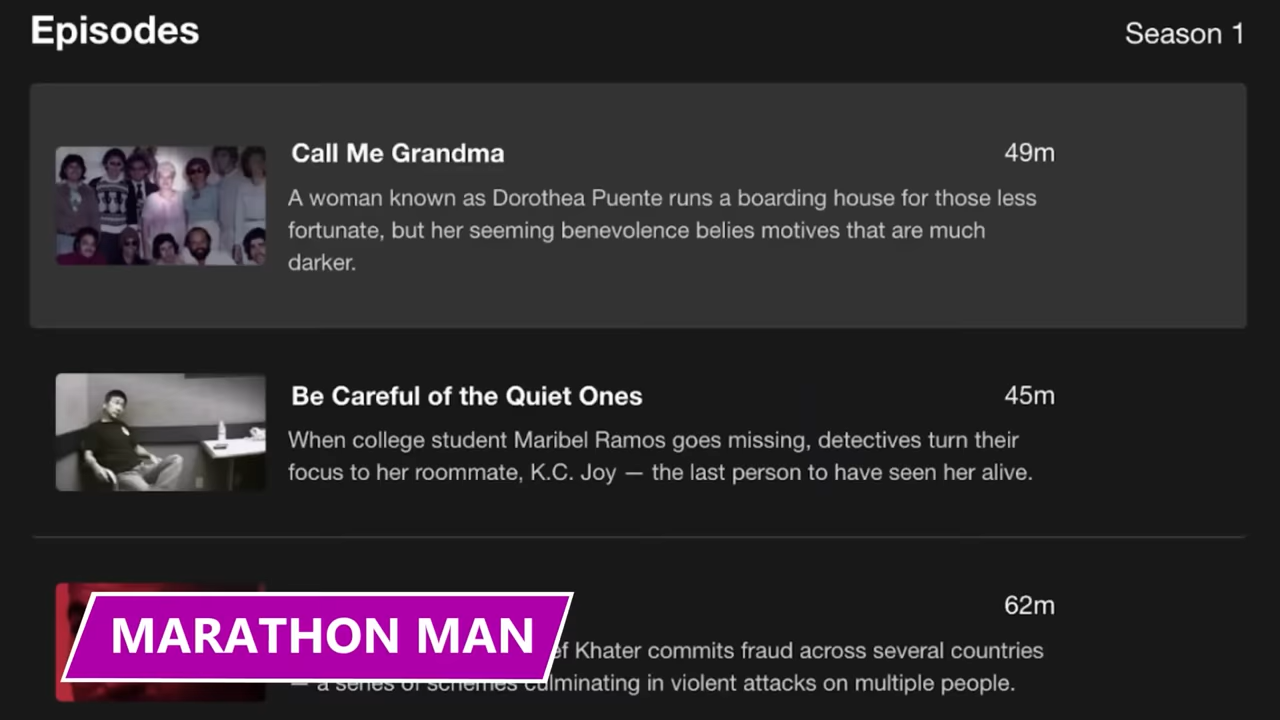 Episodes
Season 1
Call Me Grandma
49m
A woman known as Dorothea Puente runs a boarding house for those less
fortunate, but her seeming benevolence belies motives that are much
darker.
Be Careful of the Quiet Ones
45m
When college student Maribel Ramos goes missing, detectives turn their
focus to her roommate, K.C. Joy — the last person to have seen her alive.
62m
MARATHON MAN
Khater commits fraud across several countries
— a series of schemes culminating in violent attacks on multiple people.